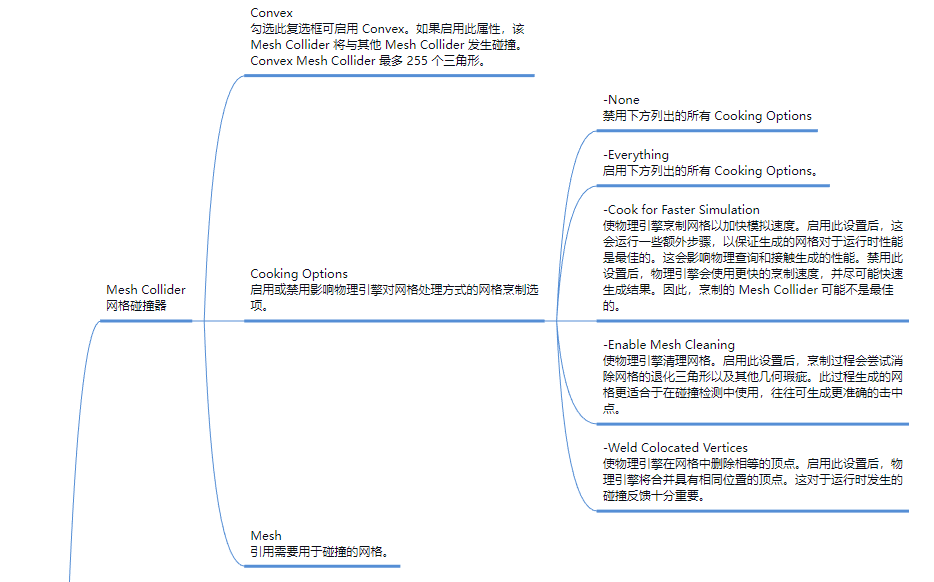 Convex
勾选此复选框可启用 Convex。如果启用此属性，该
Mesh Collider 将与其他 Mesh Collider 发生碰撞。
Convex Mesh Collider 最多 255 个三角形。
-None
禁用下方列出的所有 Cooking Options
-Everything
启用下方列出的所有 Cooking Options。
-Cook for Faster Simulation
使物理引擎烹制网格以加快模拟速度。启用此设置后，这
会运行一些额外步骤，以保证生成的网格对于运行时性能
是最佳的。这会影响物理查询和接触生成的性能。禁用此
设置后，物理引擎会使用更快的烹制速度，并尽可能快速
生成结果。因此，烹制的 Mesh Collider 可能不是最佳
的。
Cooking Options
启用或禁用影响物理引擎对网格处理方式的网格烹制选
项。
Mesh Collider
网格碰撞器
-Enable Mesh Cleaning
使物理引擎清理网格。启用此设置后，烹制过程会尝试消
除网格的退化三角形以及其他几何瑕疵。此过程生成的网
格更适合于在碰撞检测中使用，往往可生成更准确的击中
点。
-Weld Colocated Vertices
使物理引擎在网格中删除相等的顶点。启用此设置后，物
理引擎将合并具有相同位置的顶点。这对于运行时发生的
碰撞反馈十分重要。
Mesh
引用需要用于碰撞的网格。